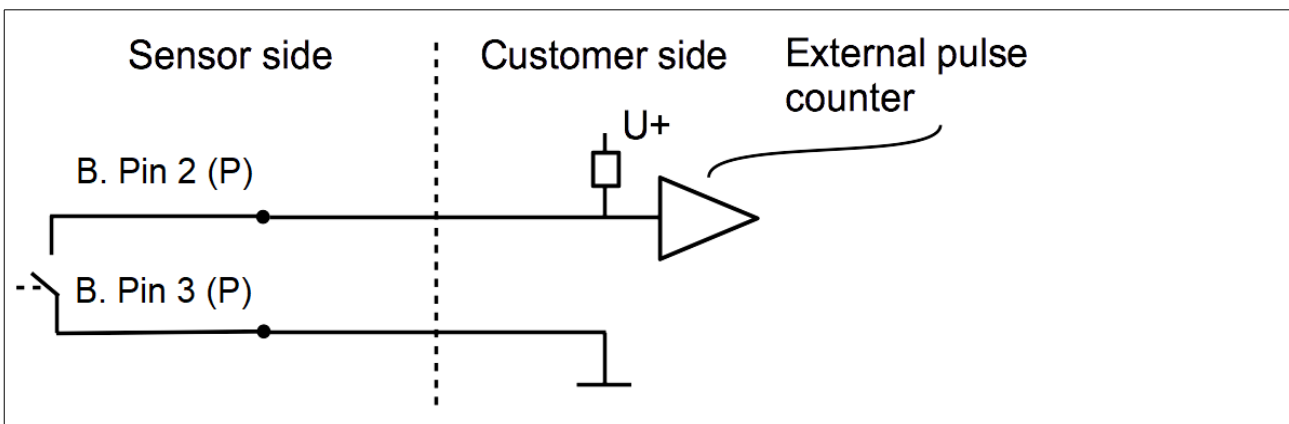 Sensor side
Customer side
External pulse
counter
U+
B. Pin 2 (P)
B. Pin 3 (P)